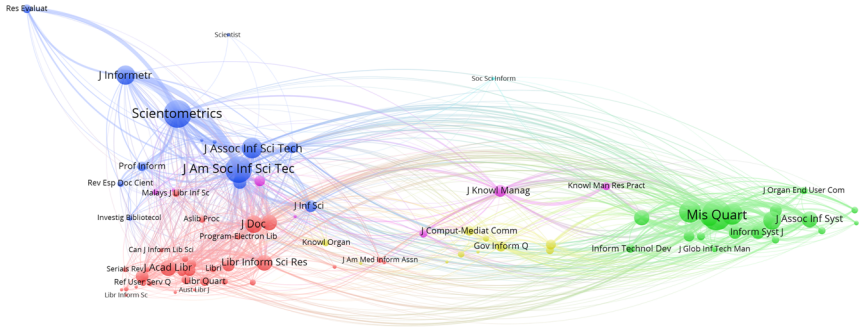 Res Evaluat
Scientist
J Informetr
Soc Sci Inform
Scientometrics
J Assoc Inf Sci Tech
Prof Inform
J Am Soc Inf Sci Tec
Rev Esp Doc Cient
Malays J Libr Inf Sc
J Knowl Manag
Knowl Man Res Pract
J Organ End User Com
J Inf Sci
Investig Bibliotecol
Aslib Proc
J Doc
Mis Quart
J Assoc Inf Syst
Program-Electron Lib
J Comput-Mediat Comm
Inform Syst J
Knowl Organ
Gov Inform Q
Inform Technol Dev
J Glob Inf Tech Man
Can J Inform Lib Sci
J Am Med Inform Assn
Serials Rev
J Acad Libr
Libri
Libr Inform Sci Res
Ref User Serv Q
Libr Quart
Aust Libr J
Libr Inform Sc